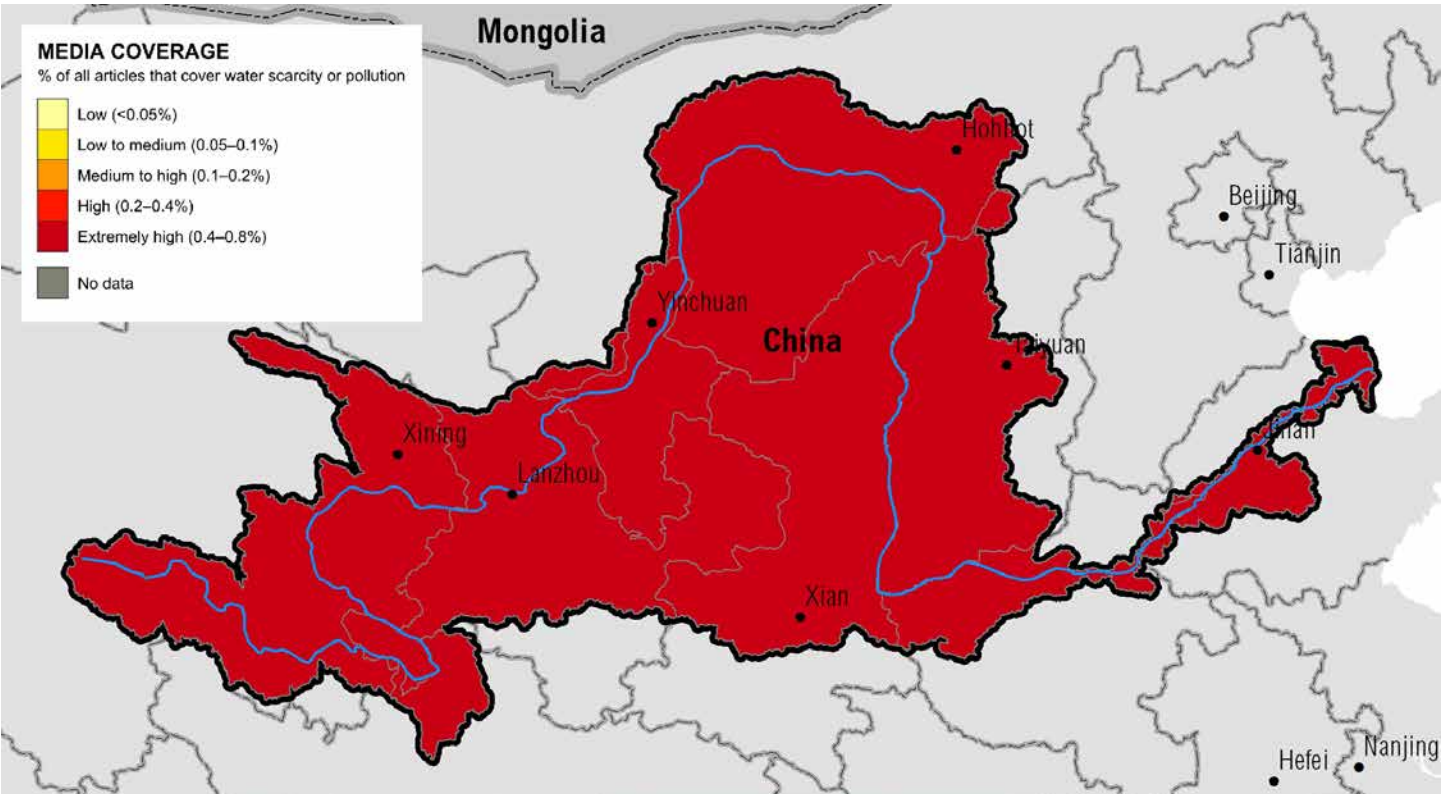 MEDIA COVERAGE
% of all articles that cover water scarcity or pollution
Low (<0.05%)
Low to medium (0.05–0.1%)
Medium to high (0.1–0.2%)
High (0.2–0.4%)
Extremely high (0.4–0.8%)
No data
Mongolia
Hohhot
Beijing
Tianjin
Yinchuan
China
Taiyuan
Xining
Jinan
Lanzhou
Xian
Hefei
Nanjing